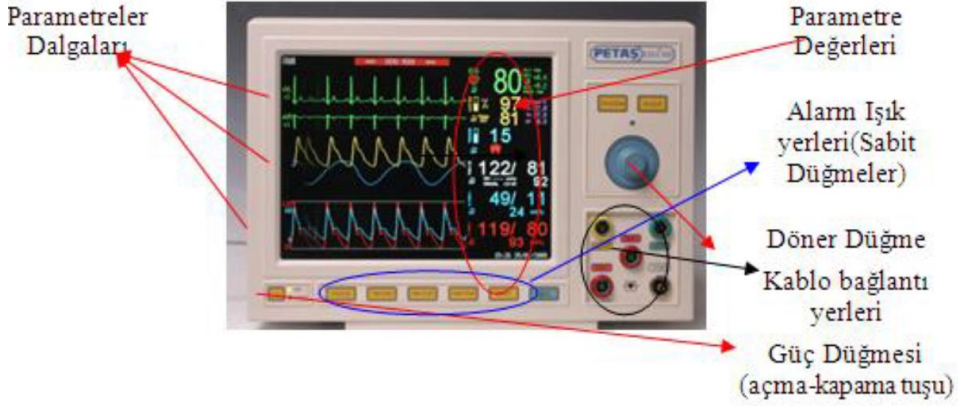 Parametreler
Dalgaları
Parametre
Değerleri
Alarm Işık
yerleri(Sabit
Düğmeler)
Döner Düğme
Kablo bağlantı
yerleri
Güç Düğmesi
(açma-kapama tuşu)
PETAŞ
80
97
81
15
122/ 81
92
49/ 11
24
119/ 80
93